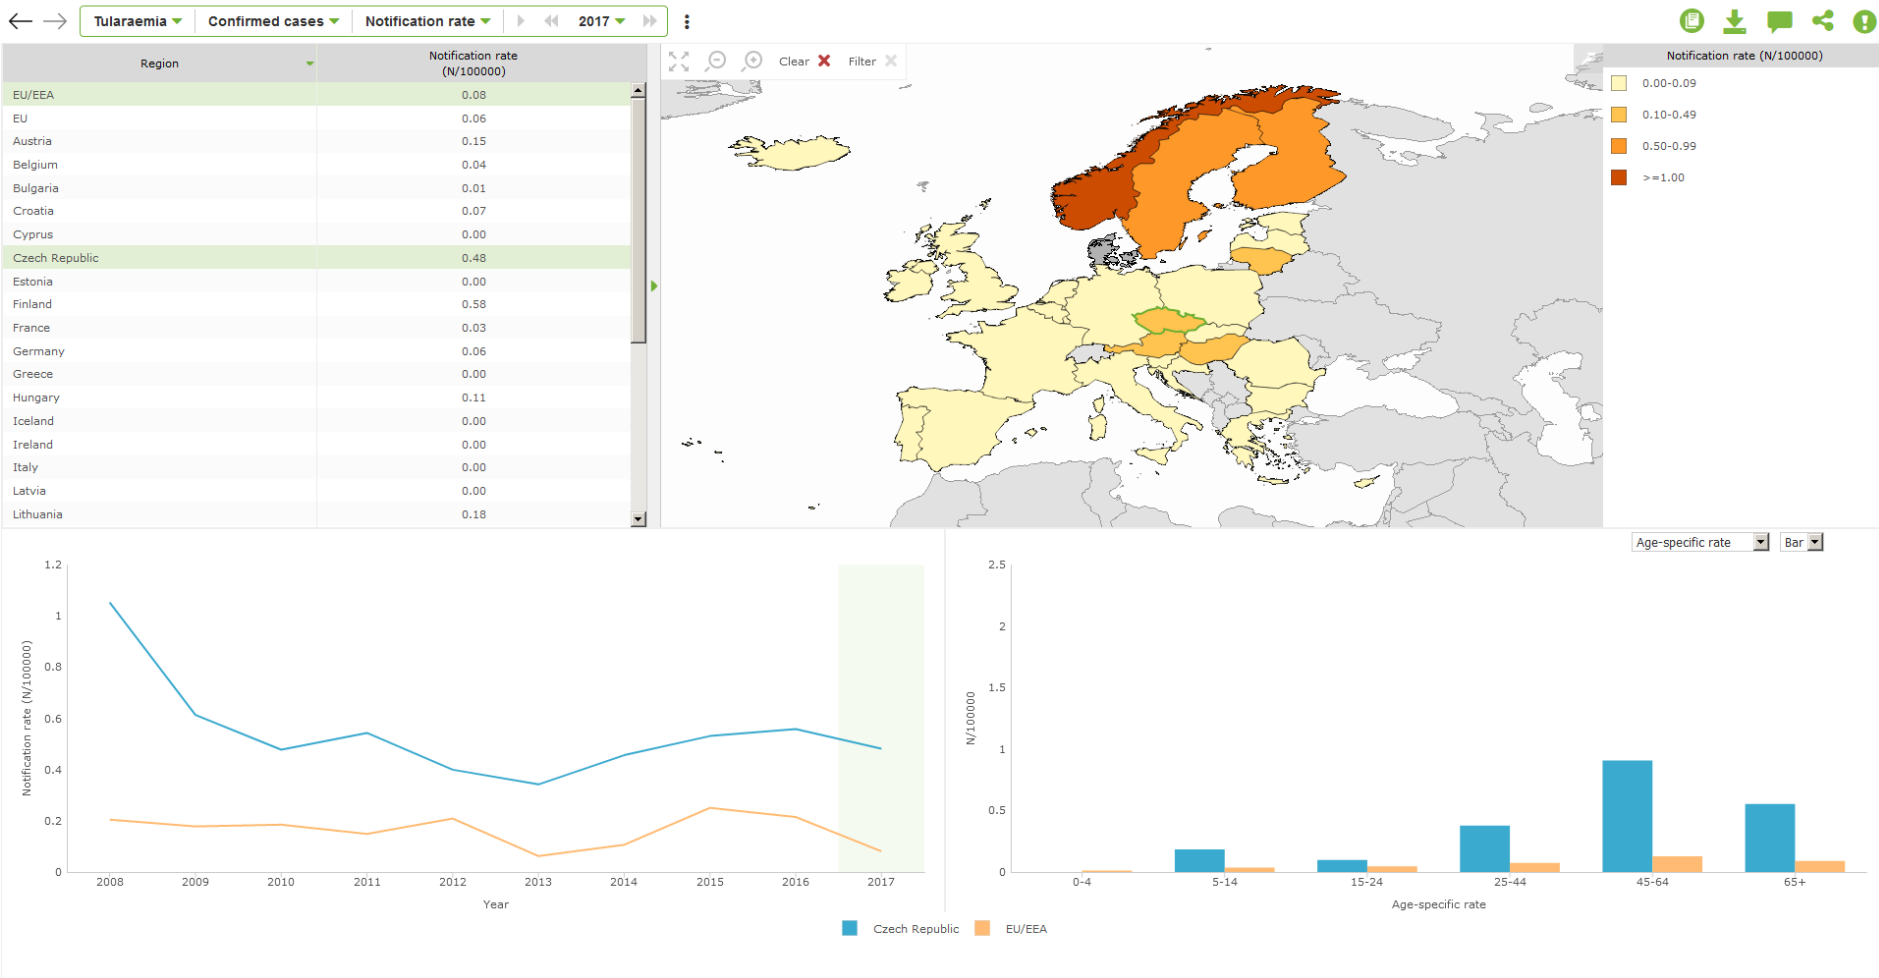 Tularaemia Confirmed cases Notification rate 2017
Region
Notification rate
(N/100000)
EU/EEA 0.08
EU 0.06
Austria 0.15
Belgium 0.04
Bulgaria 0.01
Croatia 0.07
Cyprus 0.00
Czech Republic 0.48
Estonia 0.00
Finland 0.58
France 0.03
Germany 0.06
Greece 0.00
Hungary 0.11
Iceland 0.00
Ireland 0.00
Italy 0.00
Latvia 0.00
Lithuania 0.18
Clear Filter
Notification rate (N/100000)
0.00-0.09
0.10-0.49
0.50-0.99
>=1.00
1.2
1
0.8
0.6
0.4
0.2
0
Notification rate (N/100000)
2008 2009 2010 2011 2012 2013 2014 2015 2016 2017
Year
Age-specific rate Bar
2.5
2
1.5
1
0.5
0
N/100000
0-4 5-14 15-24 25-44 45-64 65+
Age-specific rate
Czech Republic EU/EEA